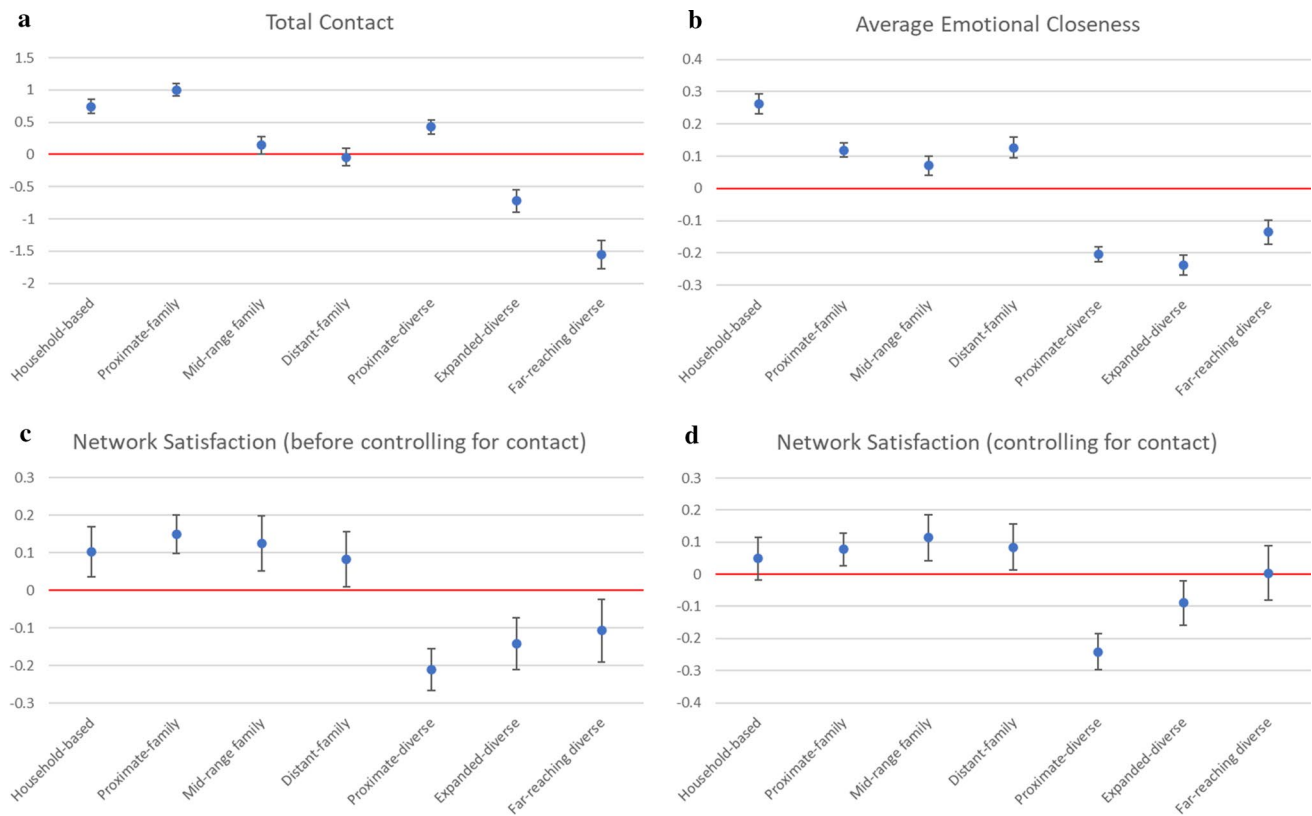 a
Total Contact
1.5
1
0.5
0
-0.5
-1
-1.5
-2
Household-based
Proximate-family
Mid-range family
Distant-family
Proximate-diverse
Expanded-diverse
Far-reaching diverse
b
Average Emotional Closeness
0.4
0.3
0.2
0.1
0
-0.1
-0.2
-0.3
Household-based
Proximate-family
Mid-range family
Distant-family
Proximate-diverse
Expanded-diverse
Far-reaching diverse
c
Network Satisfaction (before controlling for contact)
0.3
0.2
0.1
0
-0.1
-0.2
-0.3
Household-based
Proximate-family
Mid-range family
Distant-family
Proximate-diverse
Expanded-diverse
Far-reaching diverse
d
Network Satisfaction (controlling for contact)
0.3
0.2
0.1
0
-0.1
-0.2
-0.3
-0.4
Household-based
Proximate-family
Mid-range family
Distant-family
Proximate-diverse
Expanded-diverse
Far-reaching diverse